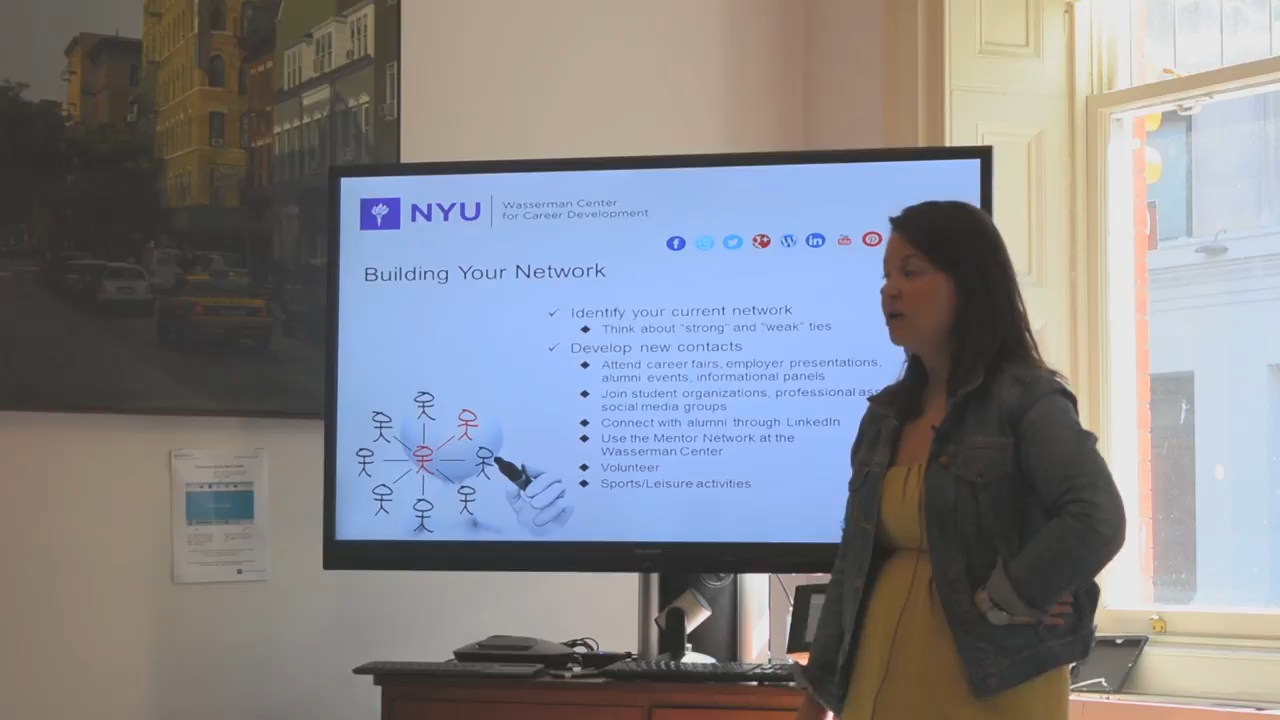 NYU
Wasserman Center
for Career Development
Building Your Network
Identify your current network
Think about "strong" and "weak" ties
Develop new contacts
Attend career fairs, employer presentations,
alumni events, informational panels
Join student organizations, professional ass
social media groups
Connect with alumni through LinkedIn
Use the Mentor Network at the
Wasserman Center
Volunteer
Sports/Leisure activities